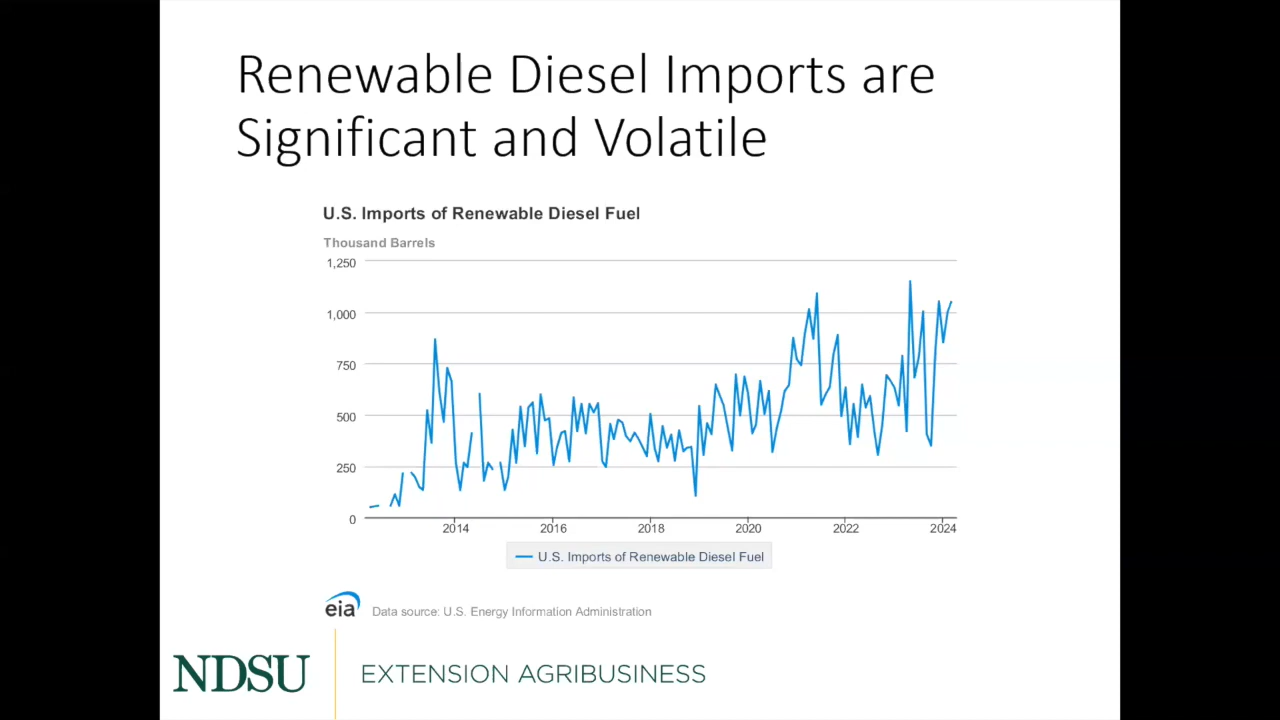 Renewable Diesel Imports are
Significant and Volatile
U.S. Imports of Renewable Diesel Fuel
Thousand Barrels
1,250
1,000
750
500
250
0
2014 2016 2018 2020 2022 2024
U.S. Imports of Renewable Diesel Fuel
eia Data source: U.S. Energy Information Administration
NDSU EXTENSION AGRIBUSINESS